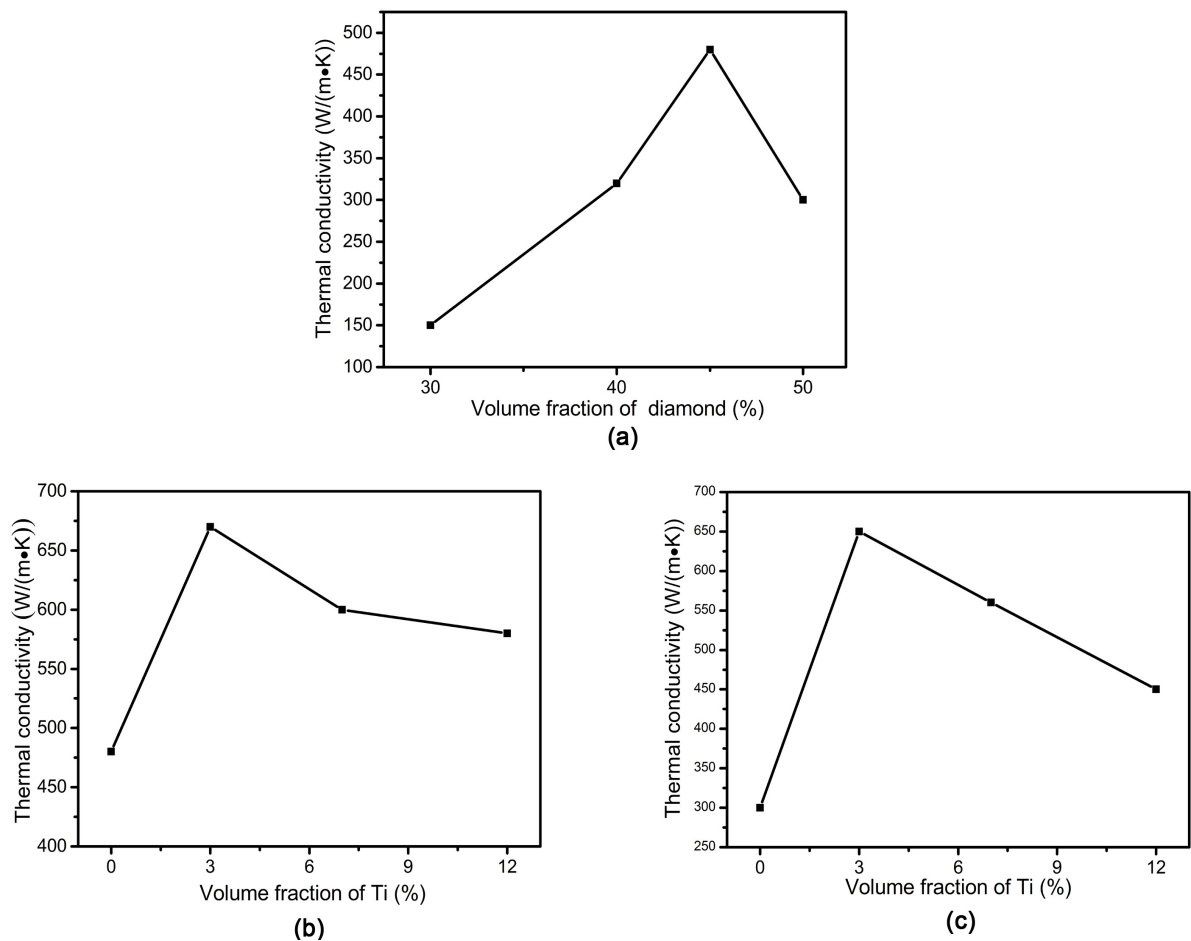 Thermal conductivity (W/(m•K))
500
450
400
350
300
250
200
150
100
30 40 50
Volume fraction of diamond (%)
(a)
Thermal conductivity (W/(m•K))
700
650
600
550
500
450
400
0 3 6 9 12
Volume fraction of Ti (%)
(b)
Thermal conductivity (W/(m•K))
700
650
600
550
500
450
400
350
300
250
0 3 6 9 12
Volume fraction of Ti (%)
(c)